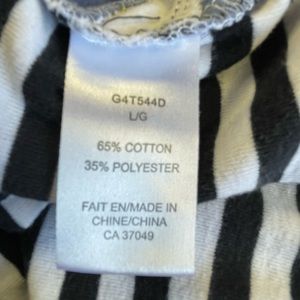 G4T544D
L/G
65% COTTON
35% POLYESTER
FAIT EN/MADE IN
CHINE/CHINA
CA 37049